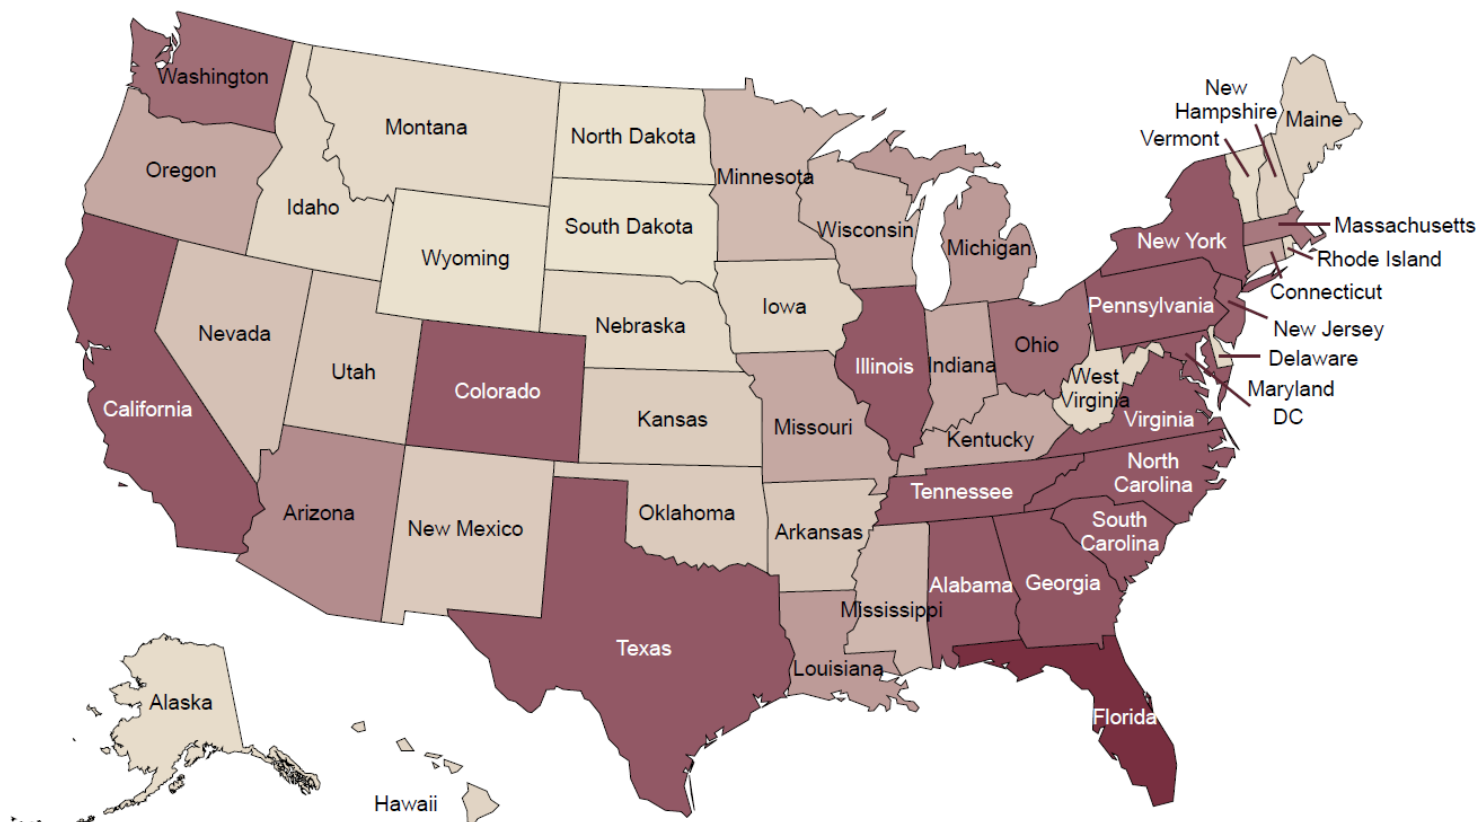 Washington
Montana
North Dakota
Minnesota
New
Hampshire
Maine
Vermont
Oregon
Idaho
South Dakota
Wisconsin
Michigan
New York
Massachusetts
Wyoming
Rhode Island
Connecticut
Nevada
Nebraska
Iowa
Pennsylvania
New Jersey
Utah
Colorado
Illinois
Indiana
Ohio
West
Virginia
Delaware
Maryland
DC
California
Kansas
Missouri
Kentucky
Virginia
Arizona
New Mexico
Oklahoma
Arkansas
Tennessee
North
Carolina
South
Carolina
Texas
Louisiana
Mississippi
Alabama
Georgia
Florida
Alaska
Hawaii